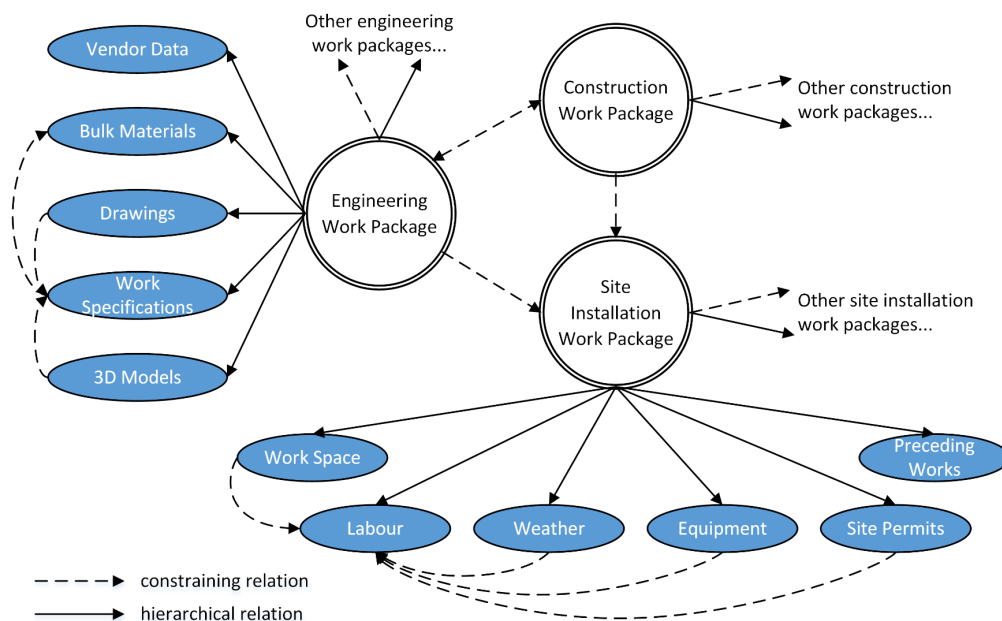 Other engineering
work packages...
Vendor Data
Construction
Work Package
Other construction
work packages...
Bulk Materials
Engineering
Work Package
Drawings
Work
Specifications
Site
Installation
Work Package
Other site installation
work packages...
3D Models
Work Space
Preceding
Works
Labour
Weather
Equipment
Site Permits
constraining relation
hierarchical relation